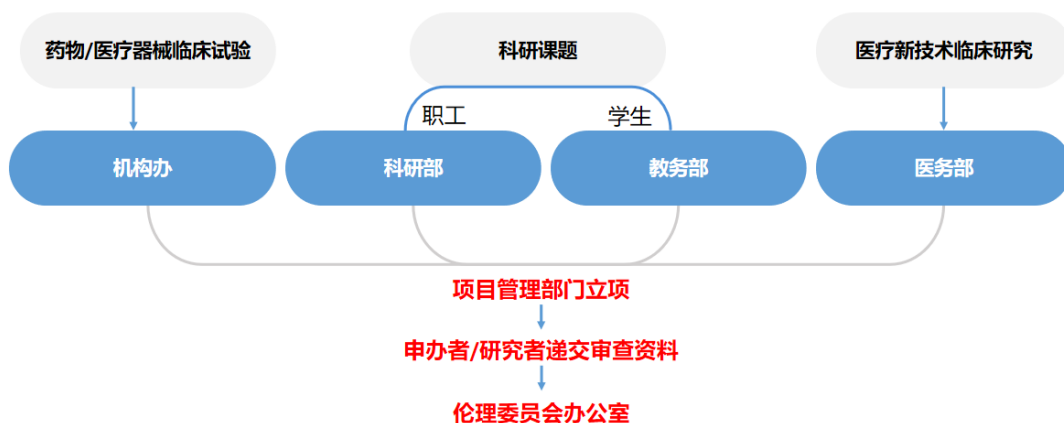 药物/医疗器械临床试验
科研课题
医疗新技术临床研究
职工
学生
机构办
科研部
教务部
医务部
项目管理部门立项
申办者/研究者递交审查资料
伦理委员会办公室